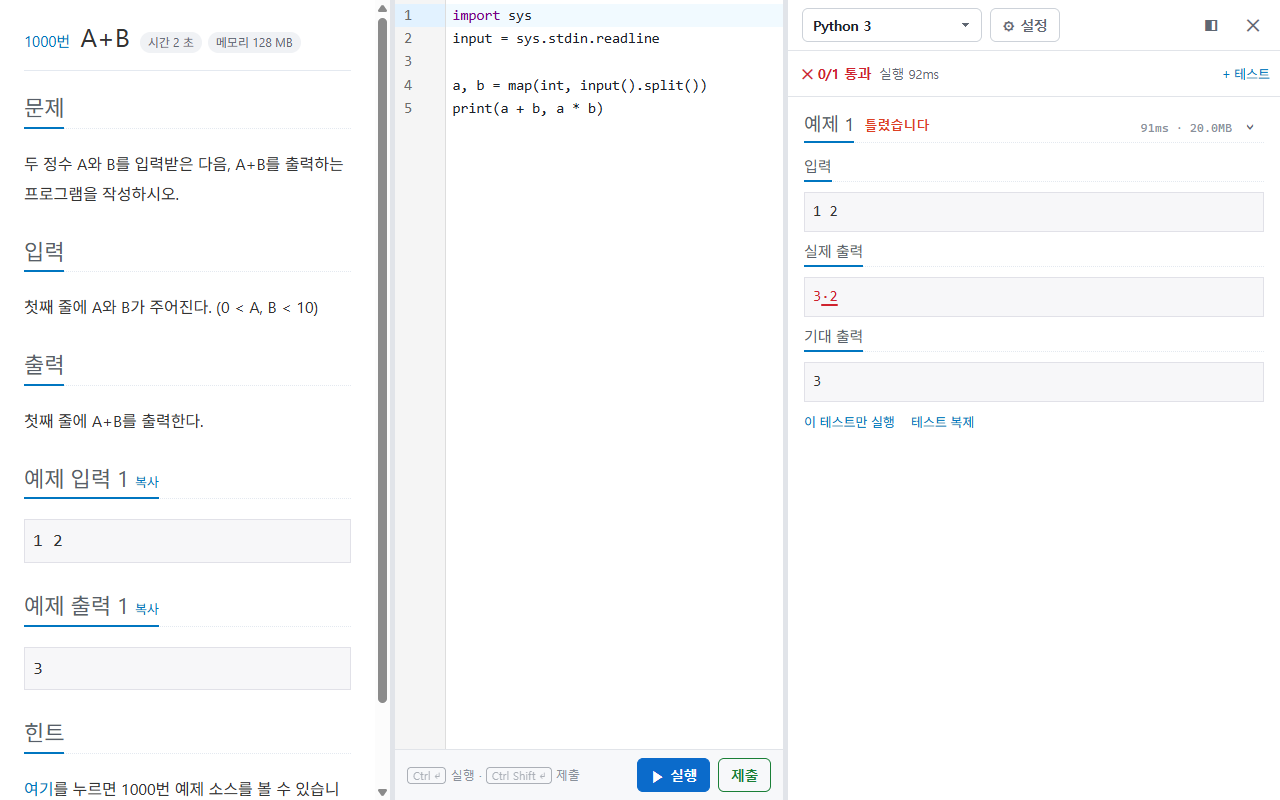 1000번 A+B 시간 2 초 메모리 128 MB
문제
두 정수 A와 B를 입력받은 다음, A+B를 출력하는
프로그램을 작성하시오.
입력
첫째 줄에 A와 B가 주어진다. (0 < A, B < 10)
출력
첫째 줄에 A+B를 출력한다.
예제 입력 1 복사
1 2
예제 출력 1 복사
3
힌트
여기를 누르면 1000번 예제 소스를 볼 수 있습니
1 import sys
2 input = sys.stdin.readline
3
4 a, b = map(int, input().split())
5 print(a + b, a * b)
Ctrl ⏎ 실행 · Ctrl Shift ⏎ 제출
▶ 실행
제출
Python 3
⚙ 설정
✕ 0/1 통과 실행 92ms
+ 테스트
예제 1 틀렸습니다
91ms · 20.0MB
입력
1 2
실제 출력
3·2
기대 출력
3
이 테스트만 실행 테스트 복제